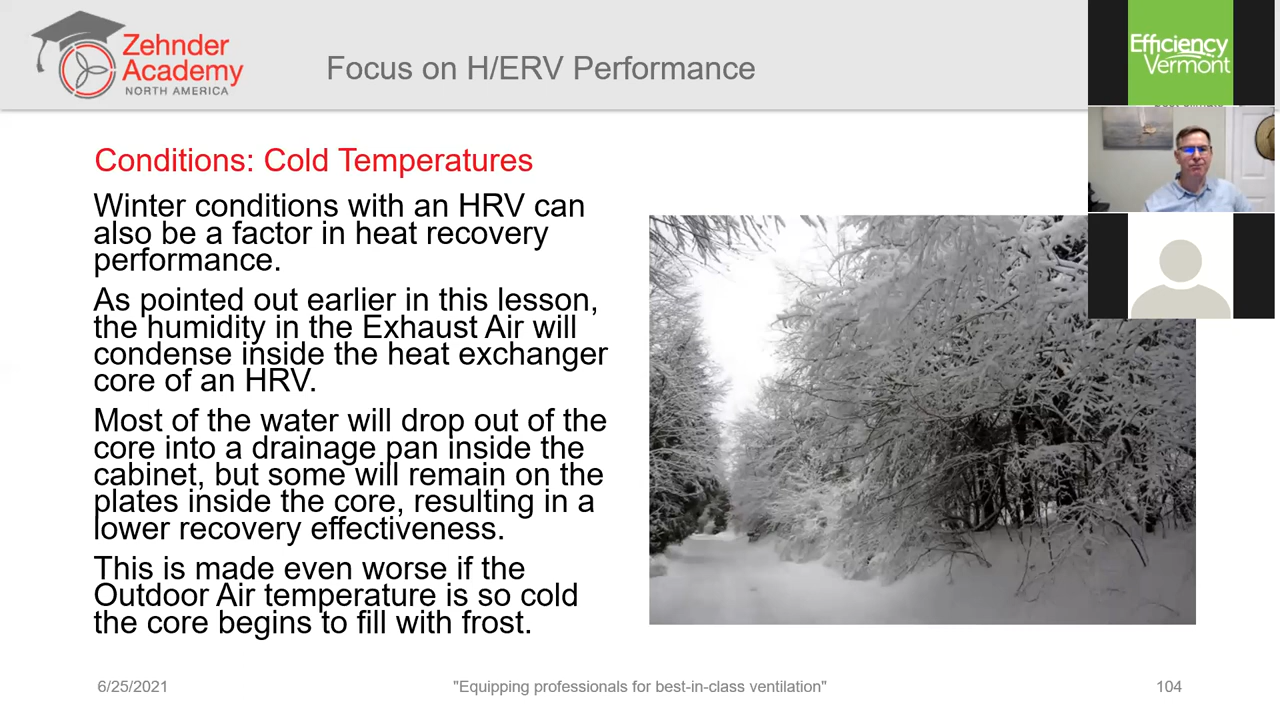 Zehnder
Academy
NORTH AMERICA
Focus on H/ERV Performance
Efficiency
Vermont
Conditions: Cold Temperatures
Winter conditions with an HRV can
also be a factor in heat recovery
performance.
As pointed out earlier in this lesson,
the humidity in the Exhaust Air will
condense inside the heat exchanger
core of an HRV.
Most of the water will drop out of the
core into a drainage pan inside the
cabinet, but some will remain on the
plates inside the core, resulting in a
lower recovery effectiveness.
This is made even worse if the
Outdoor Air temperature is so cold
the core begins to fill with frost.
6/25/2021
"Equipping professionals for best-in-class ventilation"
104